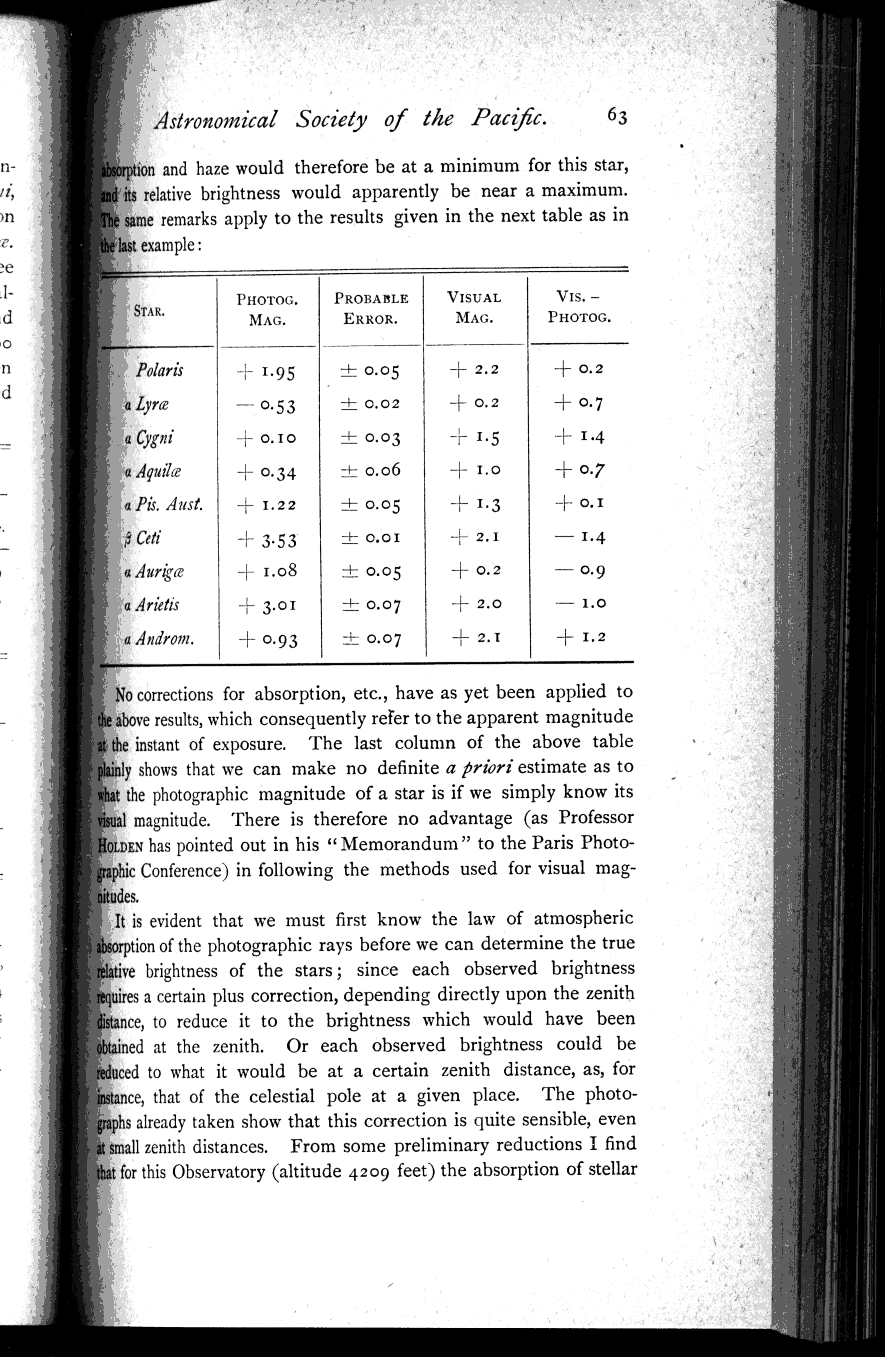 Astronomical Society of the Pacific. 63
absorption and haze would therefore be at a minimum for this star,
and its relative brightness would apparently be near a maximum.
The same remarks apply to the results given in the next table as in
the last example:
STAR. PHOTOG. MAG. PROBABLE ERROR. VISUAL MAG. VIS. – PHOTOG.
Polaris + 1.95 ± 0.05 + 2.2 + 0.2
α Lyræ — 0.53 ± 0.02 + 0.2 + 0.7
α Cygni + 0.10 ± 0.03 + 1.5 + 1.4
α Aquilæ + 0.34 ± 0.06 + 1.0 + 0.7
α Pis. Aust. + 1.22 ± 0.05 + 1.3 + 0.1
β Ceti + 3.53 ± 0.01 + 2.1 — 1.4
α Aurigæ + 1.08 ± 0.05 + 0.2 — 0.9
α Arietis + 3.01 ± 0.07 + 2.0 — 1.0
α Androm. + 0.93 ± 0.07 + 2.1 + 1.2
No corrections for absorption, etc., have as yet been applied to
the above results, which consequently refer to the apparent magnitude
at the instant of exposure. The last column of the above table
plainly shows that we can make no definite a priori estimate as to
what the photographic magnitude of a star is if we simply know its
visual magnitude. There is therefore no advantage (as Professor
HOLDEN has pointed out in his “Memorandum” to the Paris Photo-
graphic Conference) in following the methods used for visual mag-
nitudes.
It is evident that we must first know the law of atmospheric
absorption of the photographic rays before we can determine the true
relative brightness of the stars; since each observed brightness
requires a certain plus correction, depending directly upon the zenith
distance, to reduce it to the brightness which would have been
obtained at the zenith. Or each observed brightness could be
reduced to what it would be at a certain zenith distance, as, for
instance, that of the celestial pole at a given place. The photo-
graphs already taken show that this correction is quite sensible, even
at small zenith distances. From some preliminary reductions I find
that for this Observatory (altitude 4209 feet) the absorption of stellar